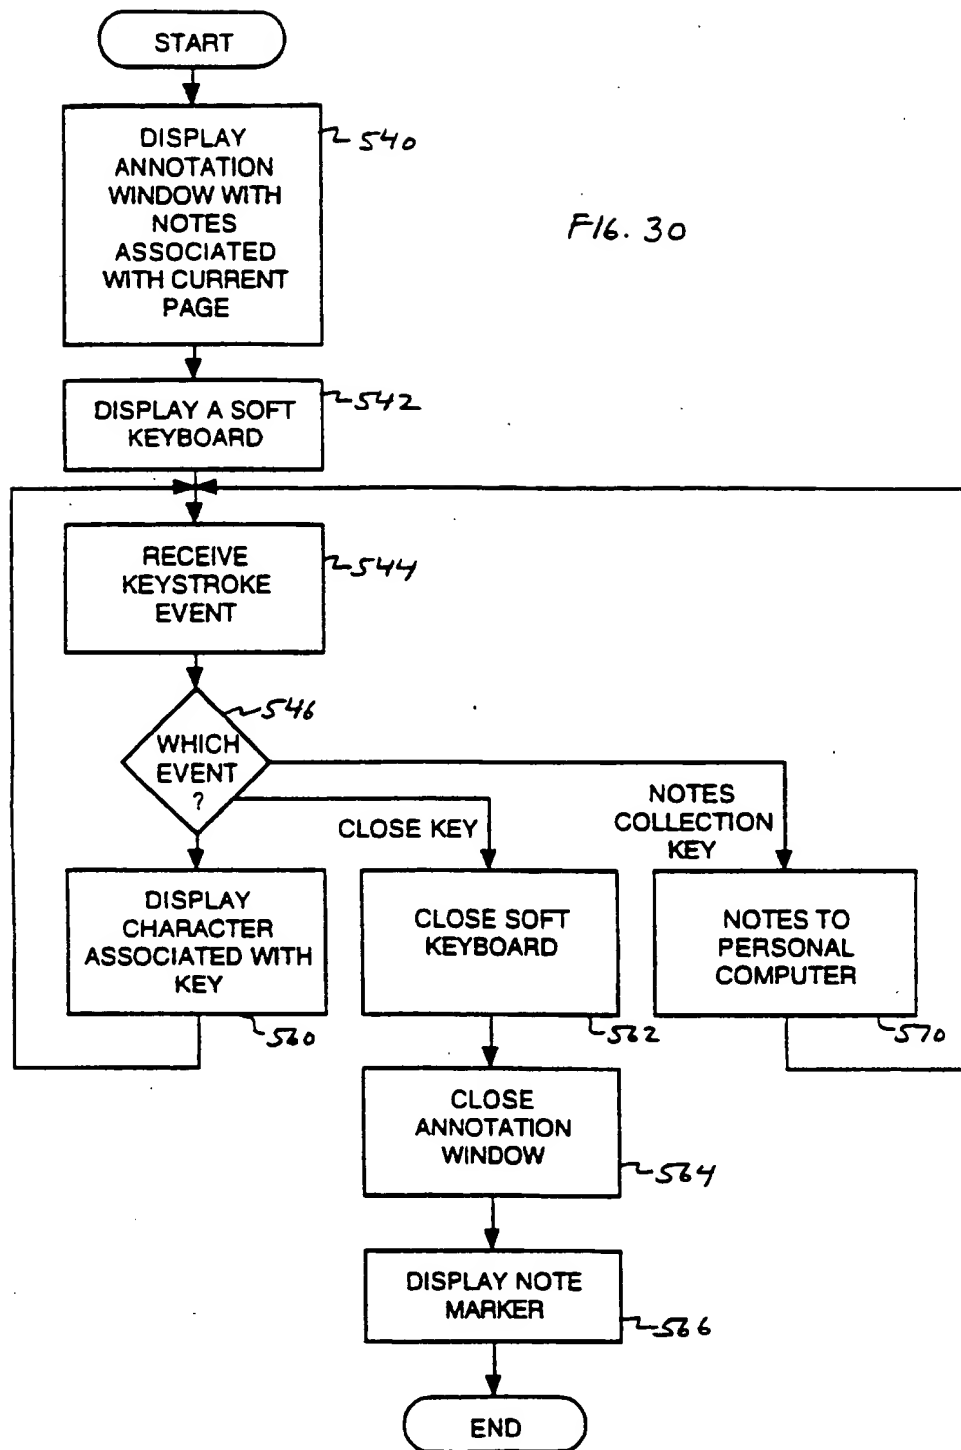 START
DISPLAY
ANNOTATION
WINDOW WITH
NOTES
ASSOCIATED
WITH CURRENT
PAGE
540
FIG. 30
DISPLAY A SOFT
KEYBOARD
542
RECEIVE
KEYSTROKE
EVENT
544
546
WHICH
EVENT
?
CLOSE KEY
NOTES
COLLECTION
KEY
DISPLAY
CHARACTER
ASSOCIATED WITH
KEY
560
CLOSE SOFT
KEYBOARD
562
NOTES TO
PERSONAL
COMPUTER
570
CLOSE
ANNOTATION
WINDOW
564
DISPLAY NOTE
MARKER
566
END